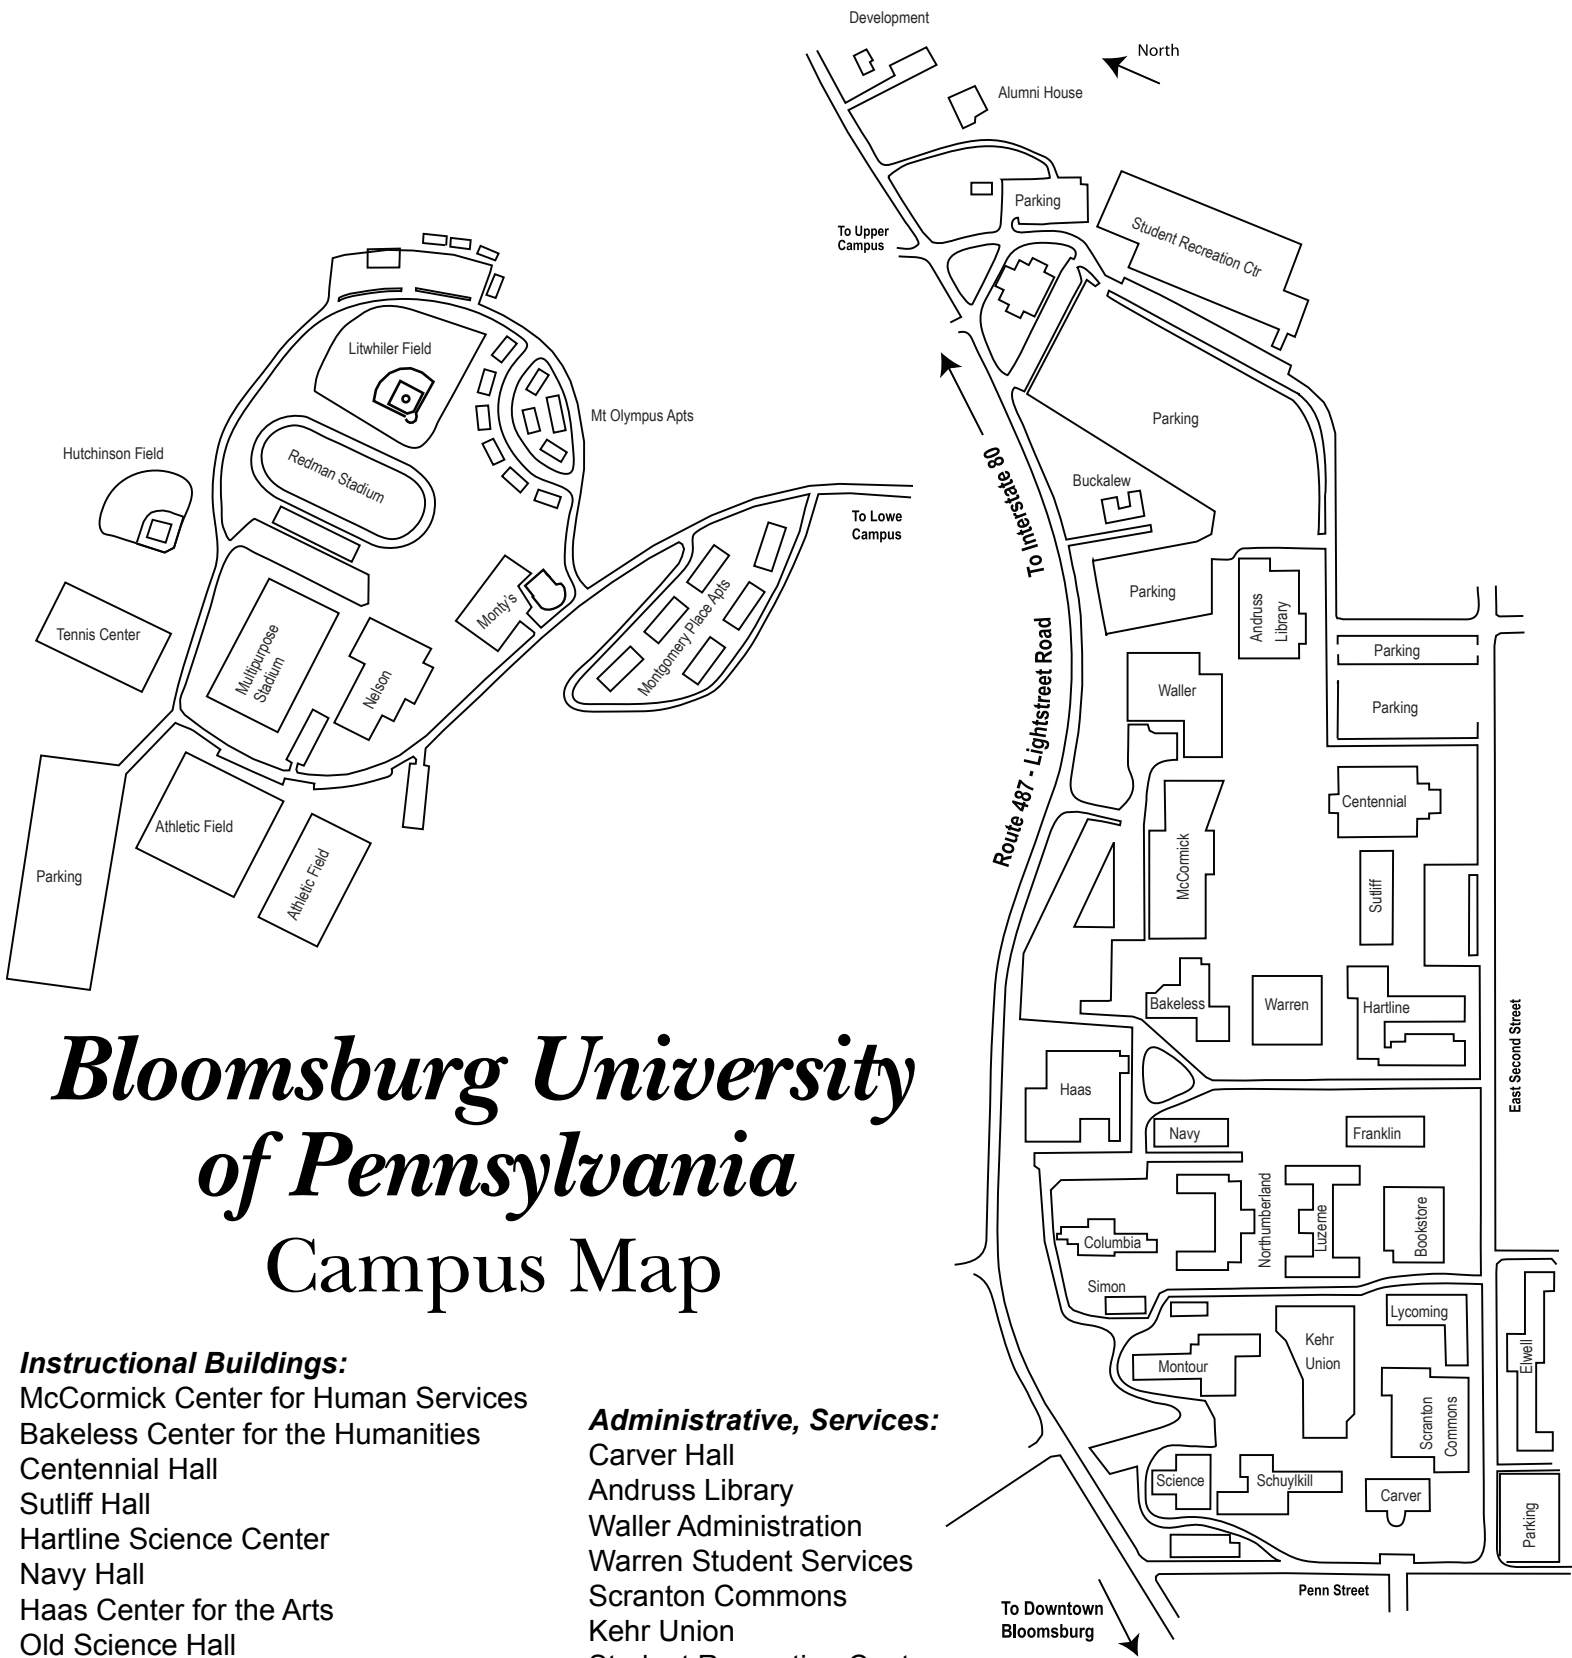 Development
North
Alumni House
Parking
Student Recreation Ctr
To Upper
Campus
Litwhiler Field
Mt Olympus Apts
Parking
Hutchinson Field
Redman Stadium
Buckalew
To Interstate 80
To Lowe
Campus
Parking
Andruss
Library
Monty's
Montgomery Place Apts
Tennis Center
Multipurpose
Stadium
Nelson
Parking
Waller
Parking
Route 487 - Lightstreet Road
Centennial
Athletic Field
Athletic Field
Parking
McCormick
Sutliff
Bakeless
Warren
Hartline
East Second Street
Bloomsburg University
of Pennsylvania
Campus Map
Haas
Navy
Franklin
Northumberland
Luzerne
Bookstore
Columbia
Simon
Lycoming
Kehr
Union
Elwell
Montour
Scranton
Commons
Science
Schuylkill
Carver
Parking
Penn Street
To Downtown
Bloomsburg
Instructional Buildings:
McCormick Center for Human Services
Bakeless Center for the Humanities
Centennial Hall
Sutliff Hall
Hartline Science Center
Navy Hall
Haas Center for the Arts
Old Science Hall
Administrative, Services:
Carver Hall
Andruss Library
Waller Administration
Warren Student Services
Scranton Commons
Kehr Union